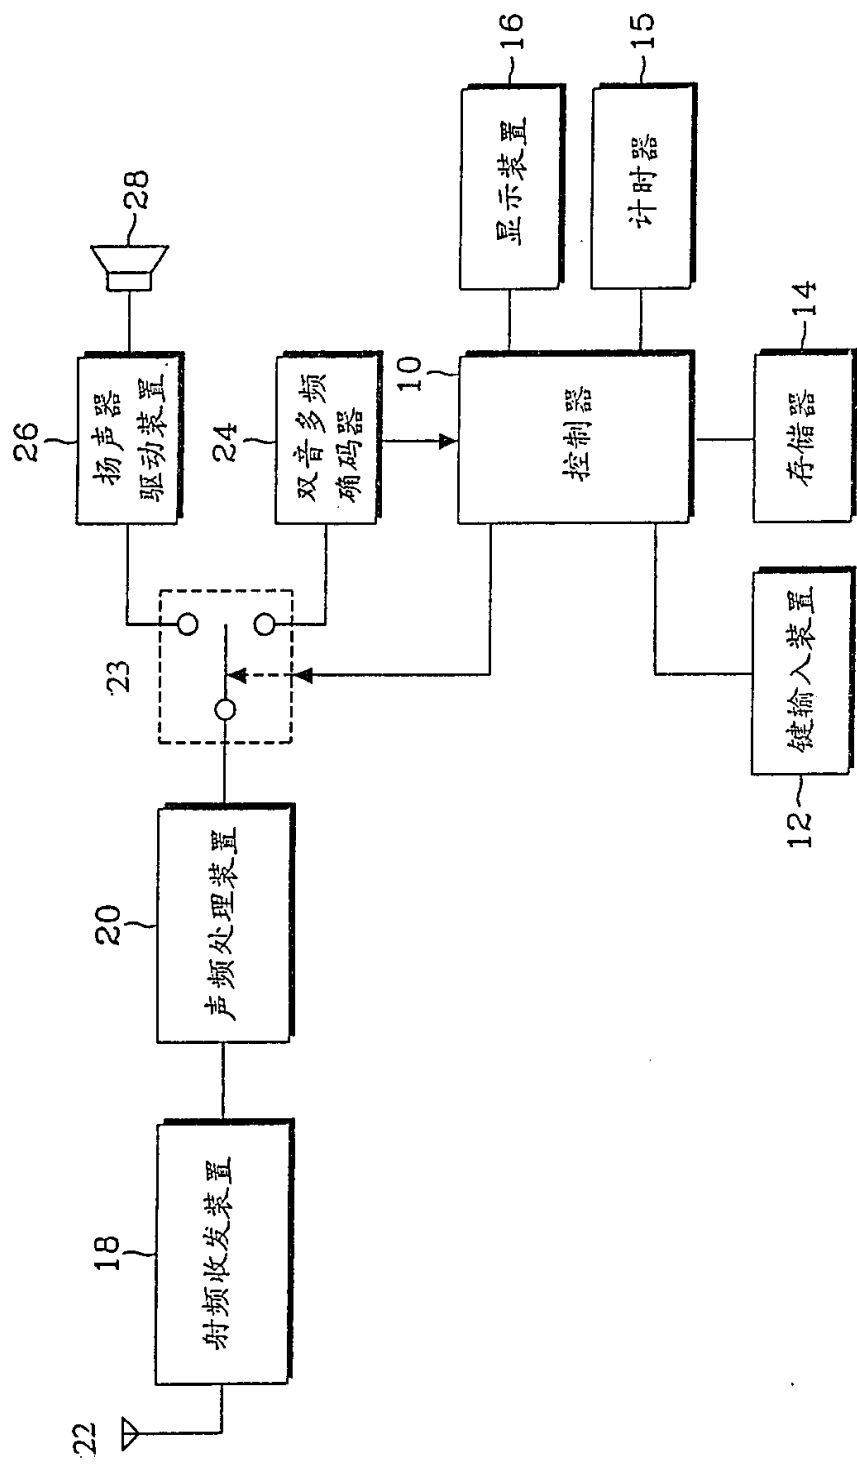 22
18
射频收发装置
20
声频处理装置
23
26
扬声器
驱动装置
28
24
双音多频
确码器
10
控制器
16
显示装置
15
计时器
14
存储器
12
键输入装置